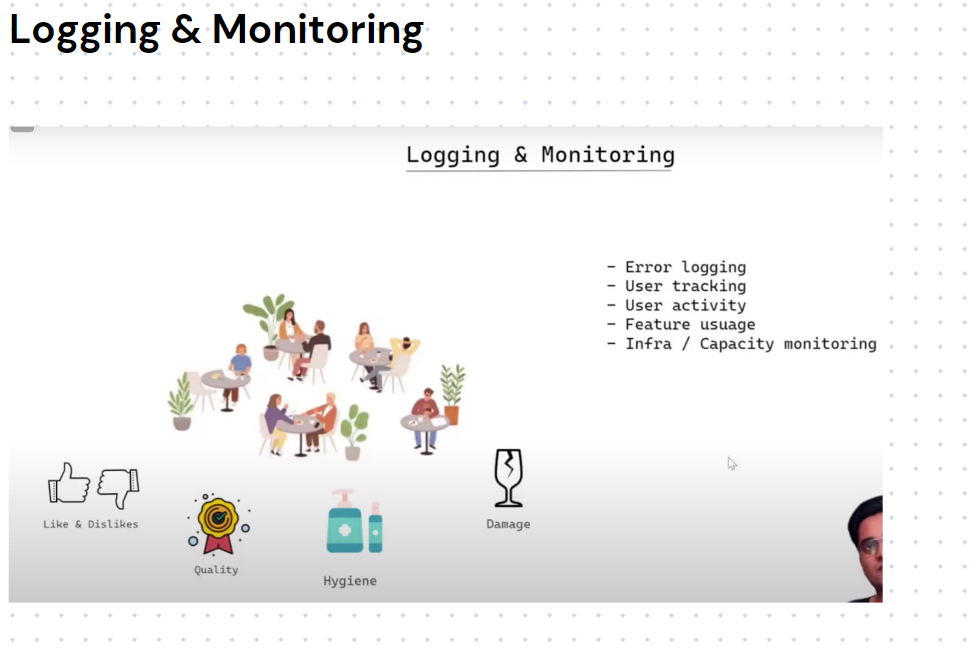 Logging & Monitoring
Logging & Monitoring
- Error logging
- User tracking
- User activity
- Feature usuage
- Infra / Capacity monitoring
Like & Dislikes
Quality
Hygiene
Damage